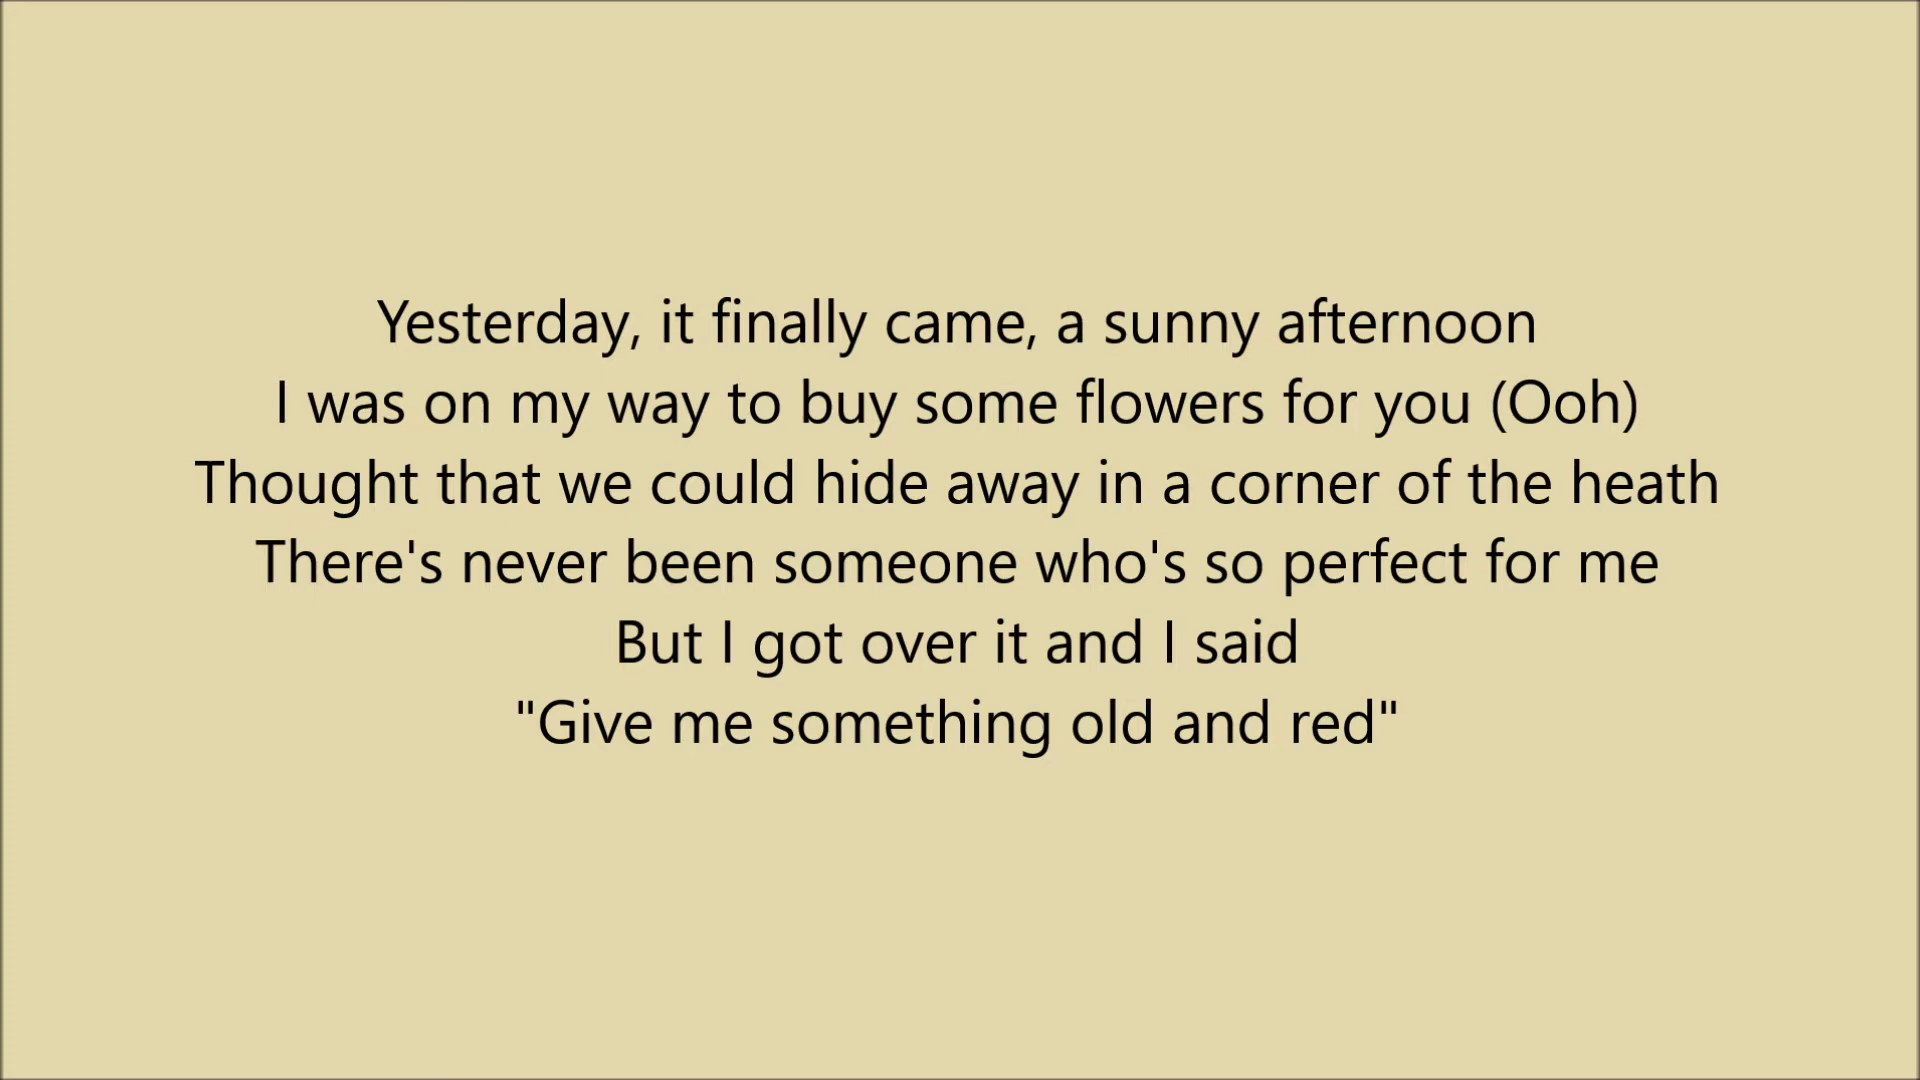 Yesterday, it finally came, a sunny afternoon
I was on my way to buy some flowers for you (Ooh)
Thought that we could hide away in a corner of the heath
There's never been someone who's so perfect for me
But I got over it and I said
"Give me something old and red"